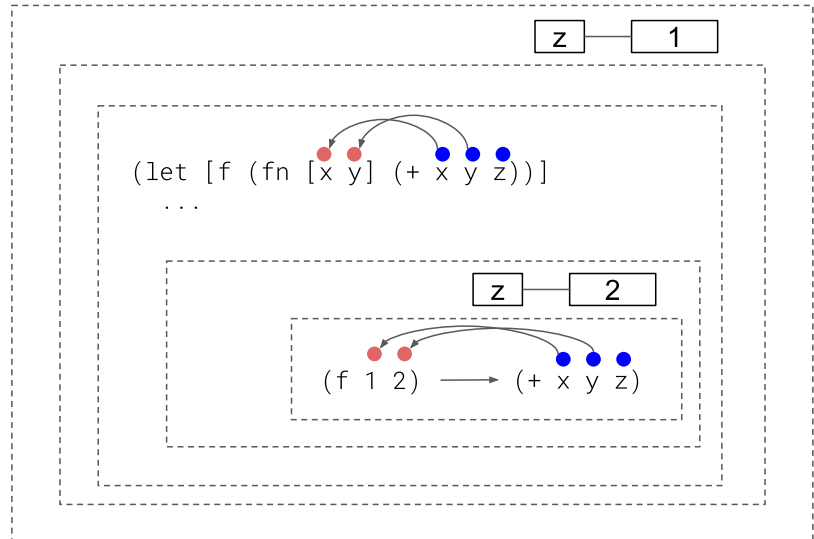 z 1
(let [f (fn [x y] (+ x y z))]
...
z 2
(f 1 2) (+ x y z)